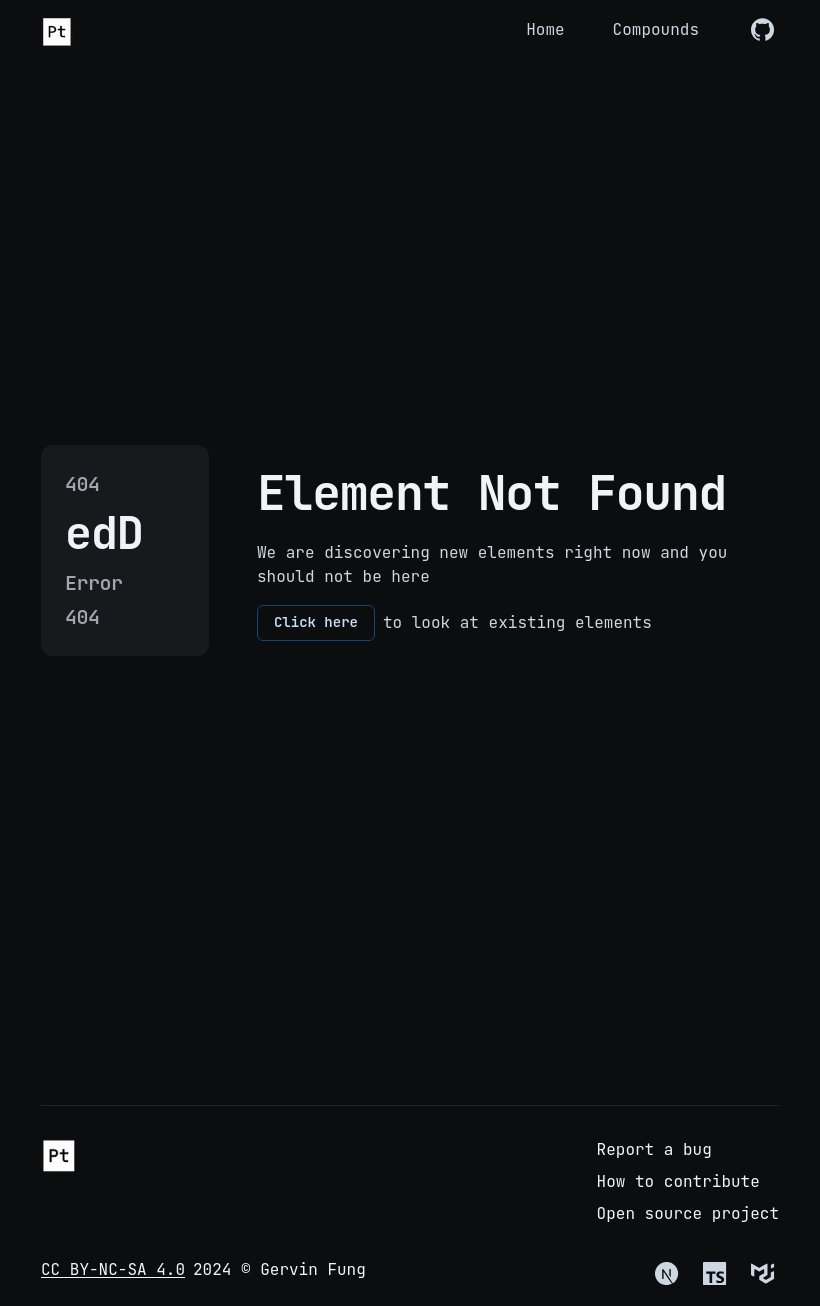 Pt
Home
Compounds
404
edD
Error
404
Element Not Found
We are discovering new elements right now and you
should not be here
Click here to look at existing elements
Pt
Report a bug
How to contribute
Open source project
CC BY-NC-SA 4.0 2024 © Gervin Fung
N
TS